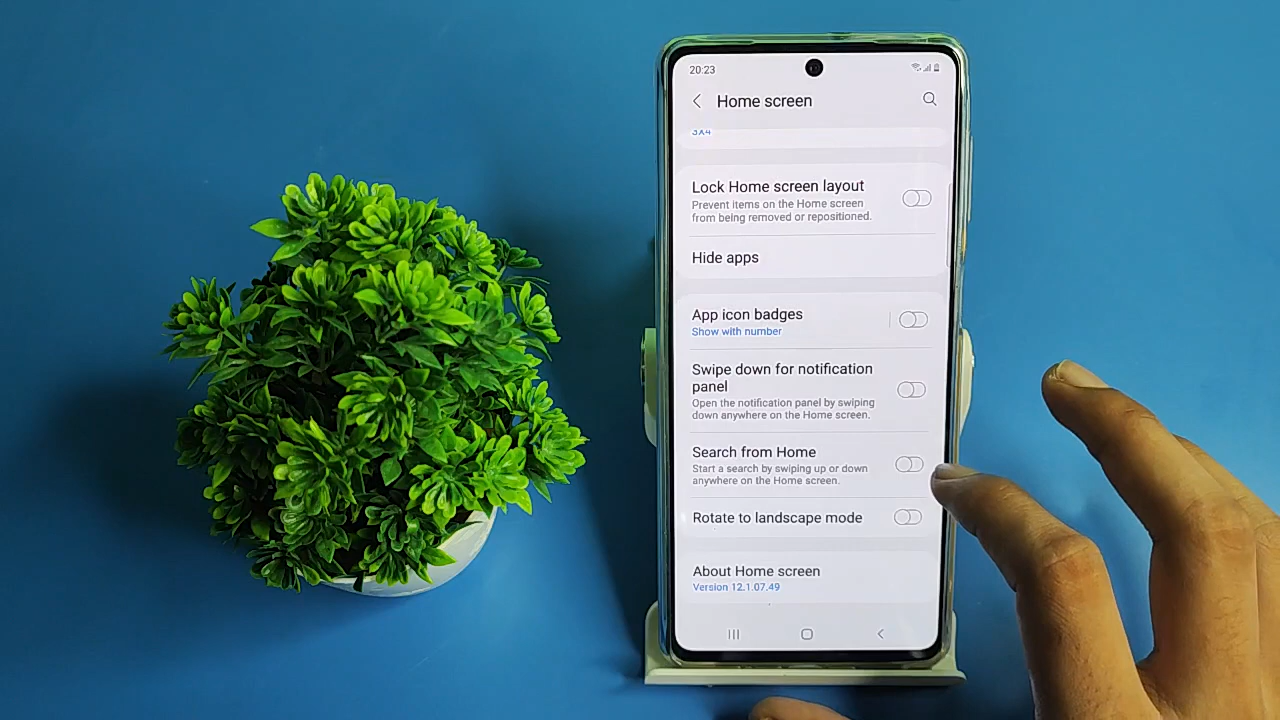 20:23
Home screen
3X4
Lock Home screen layout
Prevent items on the Home screen
from being removed or repositioned.
Hide apps
App icon badges
Show with number
Swipe down for notification
panel
Open the notification panel by swiping
down anywhere on the Home screen.
Search from Home
Start a search by swiping up or down
anywhere on the Home screen.
Rotate to landscape mode
About Home screen
Version 12.1.07.49